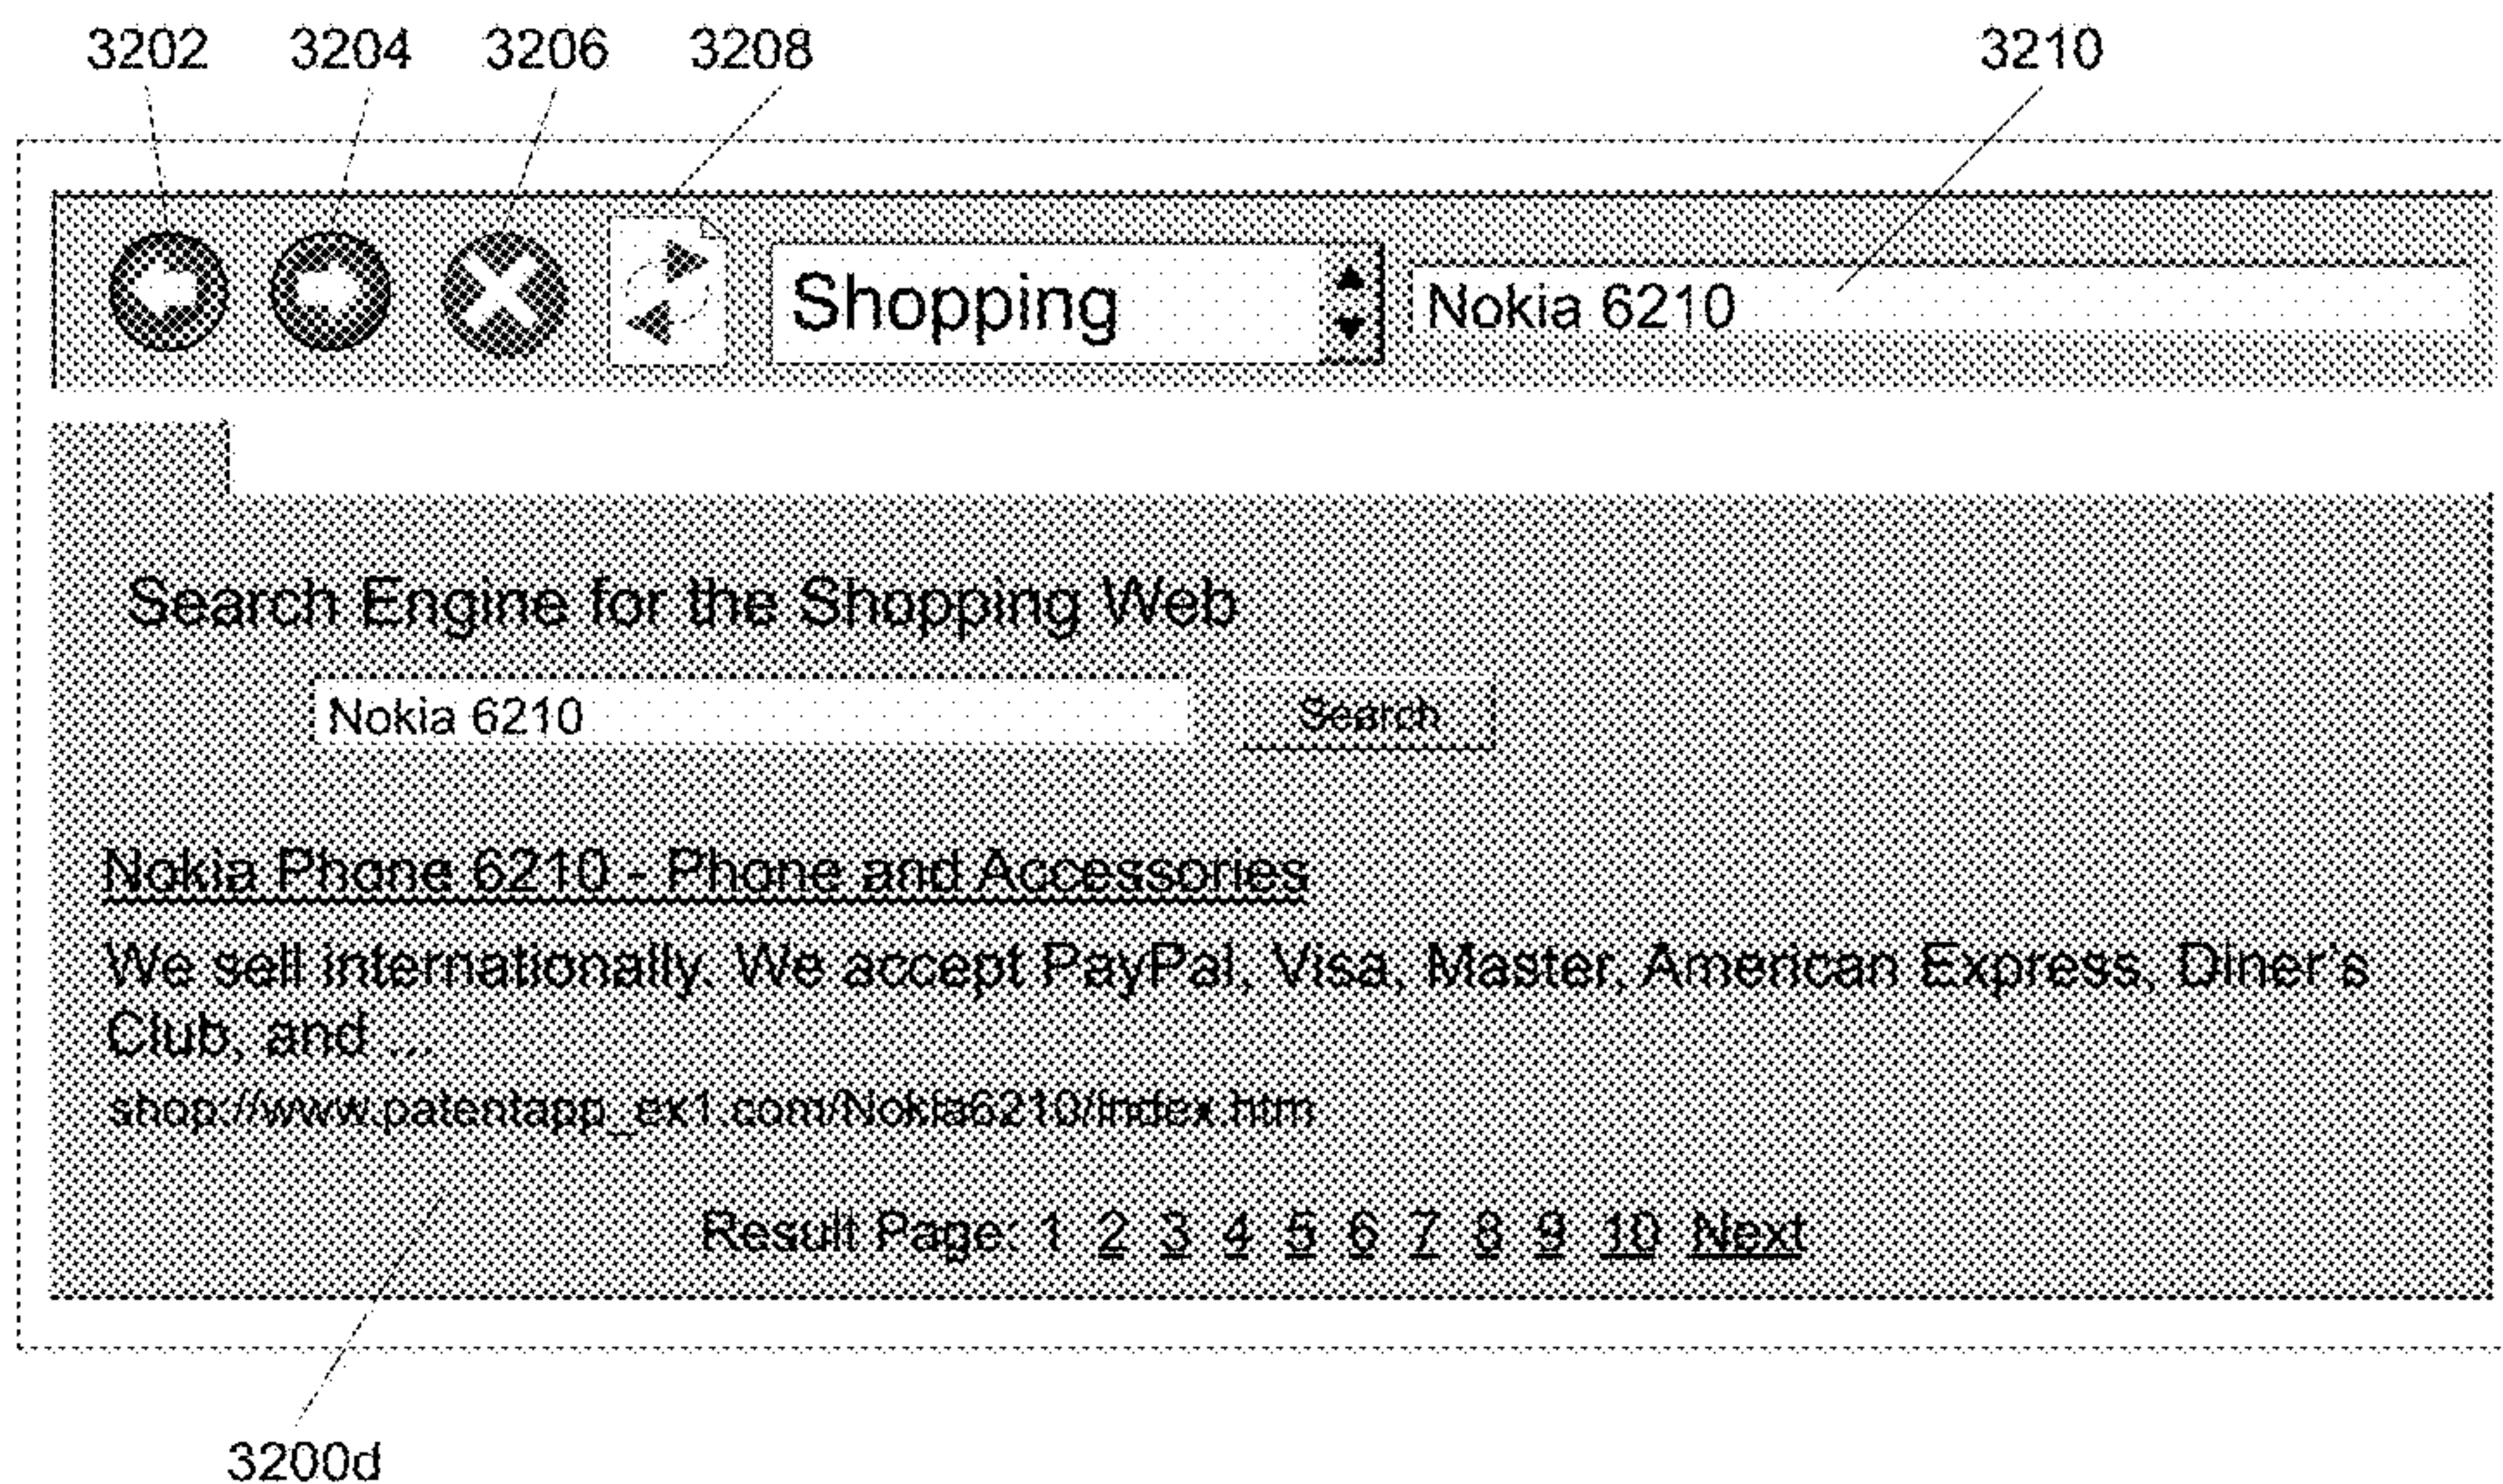 3202 3204 3206 3208 3210
Shopping Nokia 6210
Search Engine for the Shopping Web
Nokia 6210 Search
Nokia Phone 6210 - Phone and Accessories
We sell internationally. We accept PayPal, Visa, Master, American Express, Diner's
Club, and ...
shop://www.patentapp_ex1.com/Nokia6210/index.htm
Result Page: 1 2 3 4 5 6 7 8 9 10 Next
3200d